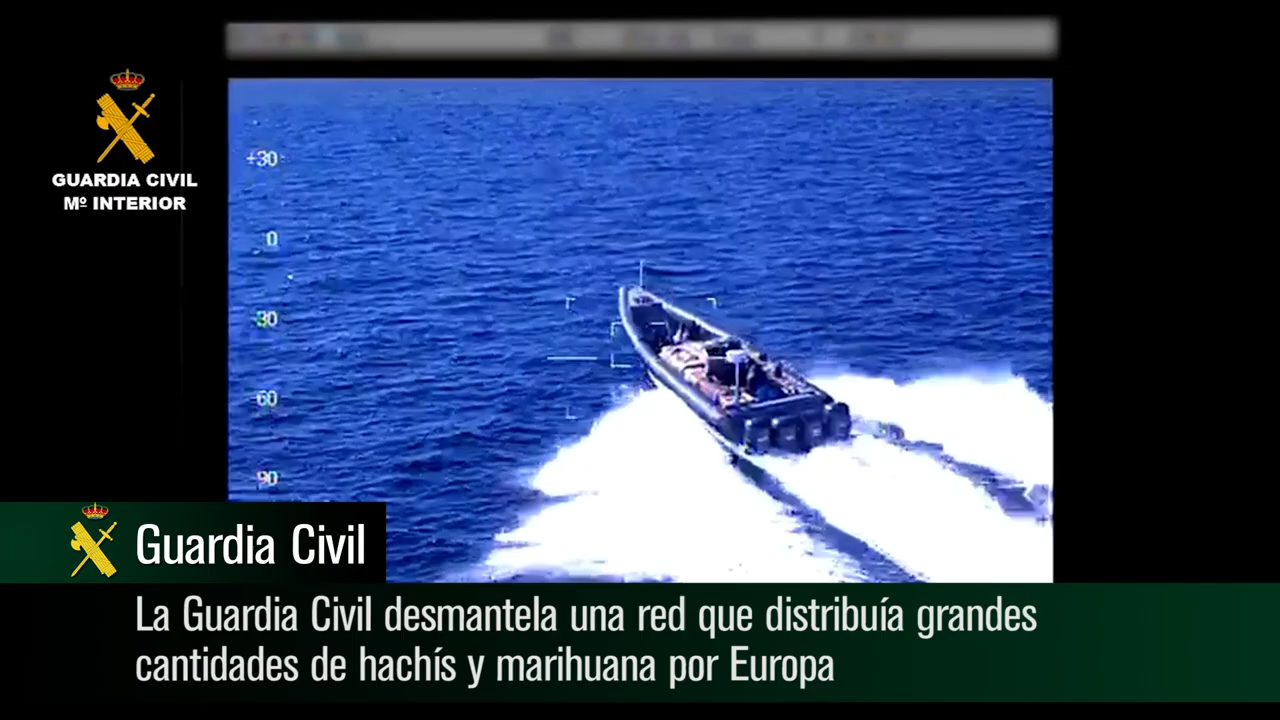 GUARDIA CIVIL
Mº INTERIOR
+30
0
-30
-60
-90
Guardia Civil
La Guardia Civil desmantela una red que distribuía grandes
cantidades de hachís y marihuana por Europa